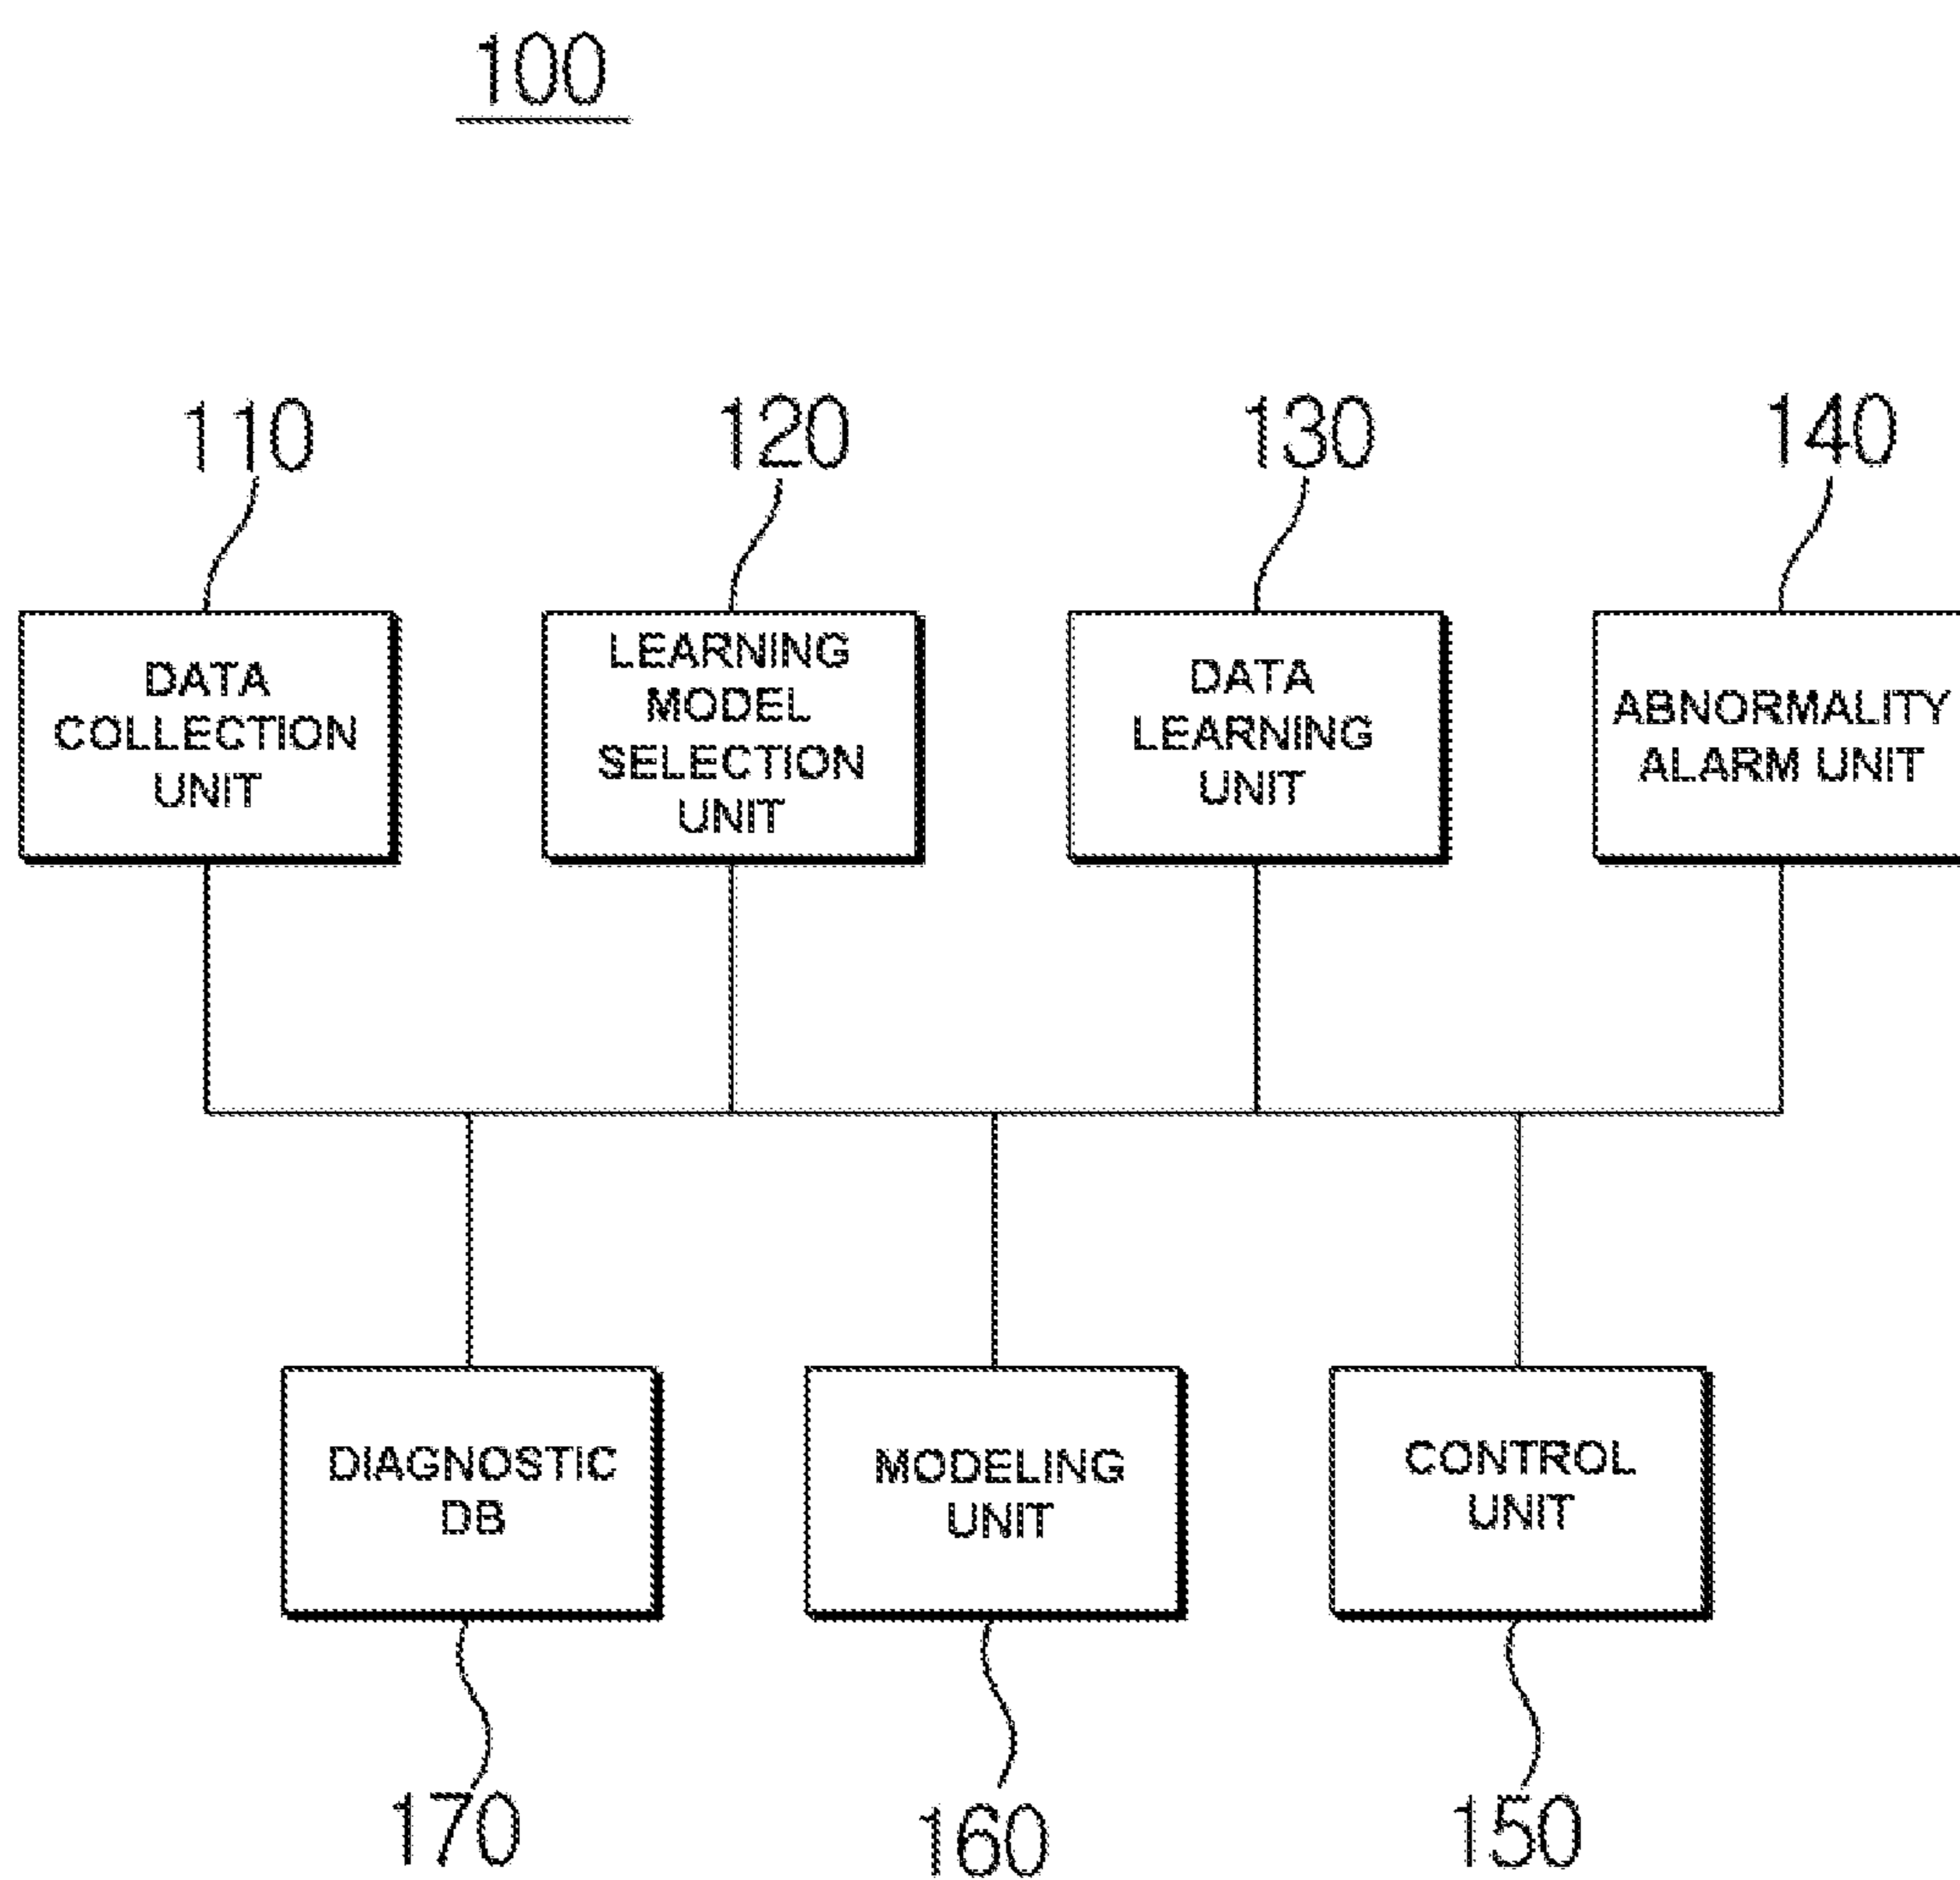 100
110
120
130
140
DATA
COLLECTION
UNIT
LEARNING
MODEL
SELECTION
UNIT
DATA
LEARNING
UNIT
ABNORMALITY
ALARM UNIT
DIAGNOSTIC
DB
MODELING
UNIT
CONTROL
UNIT
170
160
150